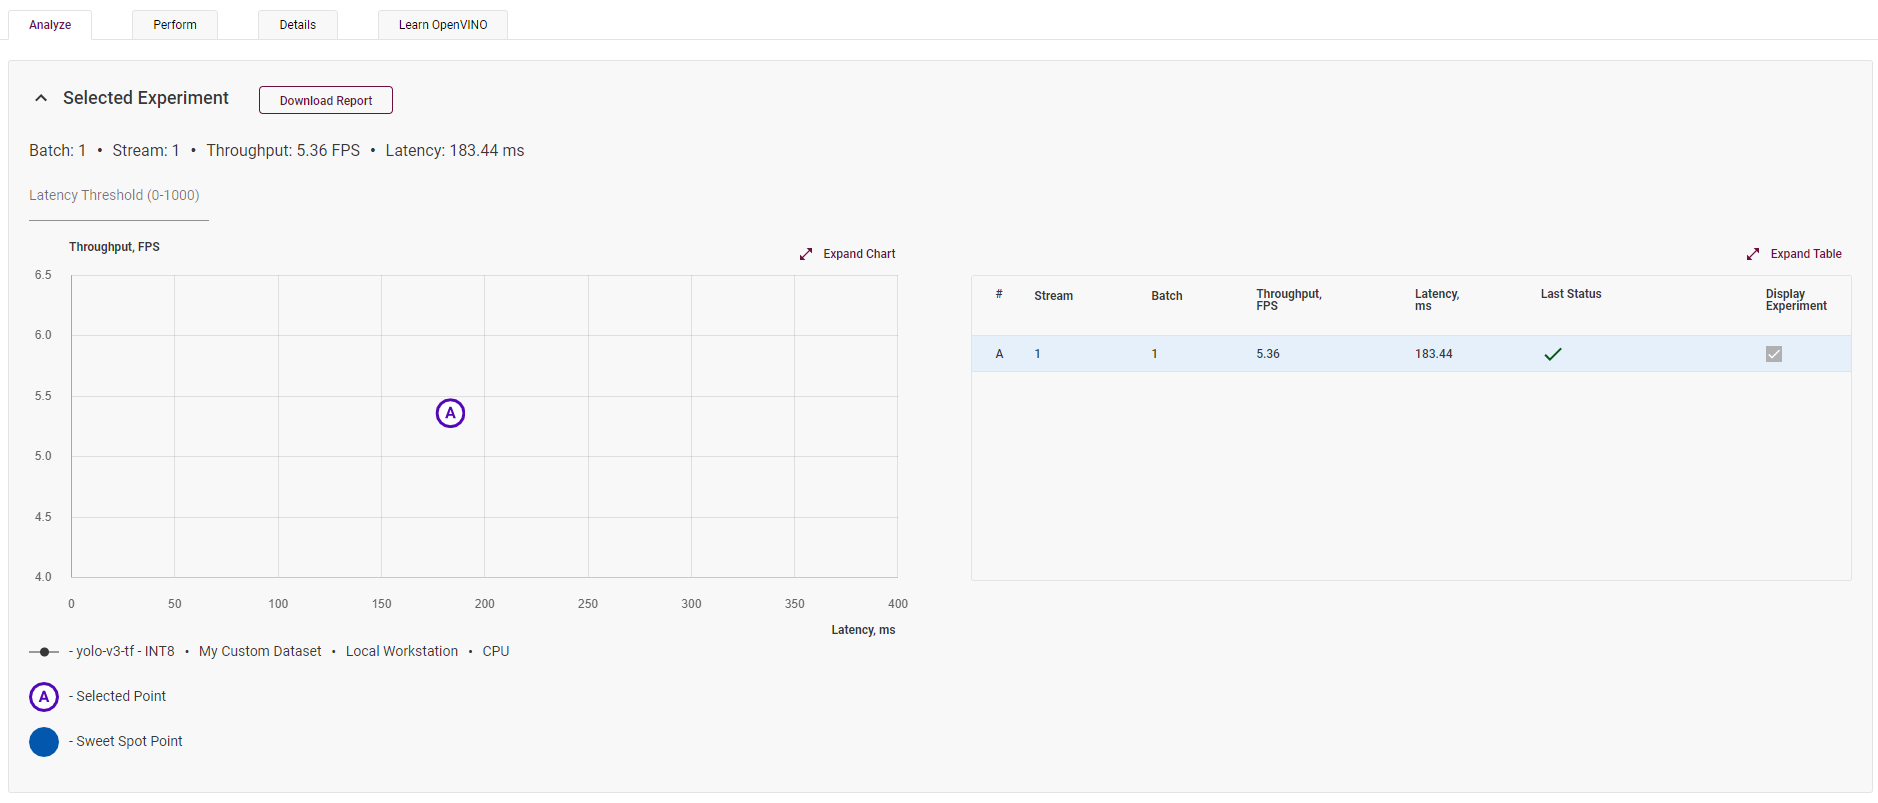 Analyze
Perform
Details
Learn OpenVINO
Selected Experiment
Download Report
Batch: 1 • Stream: 1 • Throughput: 5.36 FPS • Latency: 183.44 ms
Latency Threshold (0-1000)
Throughput, FPS
Expand Chart
6.5
6.0
5.5
5.0
4.5
4.0
A
0 50 100 150 200 250 300 350 400
Latency, ms
- yolo-v3-tf - INT8 • My Custom Dataset • Local Workstation • CPU
A - Selected Point
- Sweet Spot Point
Expand Table
# Stream Batch Throughput, FPS Latency, ms Last Status Display Experiment
A 1 1 5.36 183.44